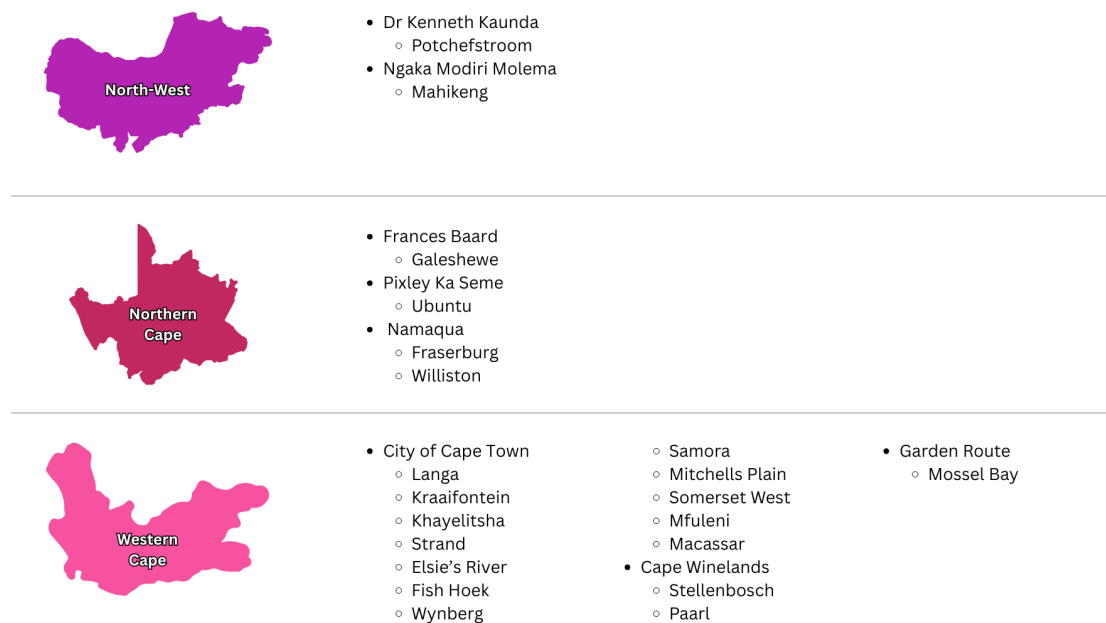 North-West
• Dr Kenneth Kaunda
○ Potchefstroom
• Ngaka Modiri Molema
○ Mahikeng
Northern
Cape
• Frances Baard
○ Galeshewe
• Pixley Ka Seme
○ Ubuntu
• Namaqua
○ Fraserburg
○ Williston
Western
Cape
• City of Cape Town
○ Langa
○ Kraaifontein
○ Khayelitsha
○ Strand
○ Elsie’s River
○ Fish Hoek
○ Wynberg
○ Samora
○ Mitchells Plain
○ Somerset West
○ Mfuleni
○ Macassar
• Cape Winelands
○ Stellenbosch
○ Paarl
• Garden Route
○ Mossel Bay